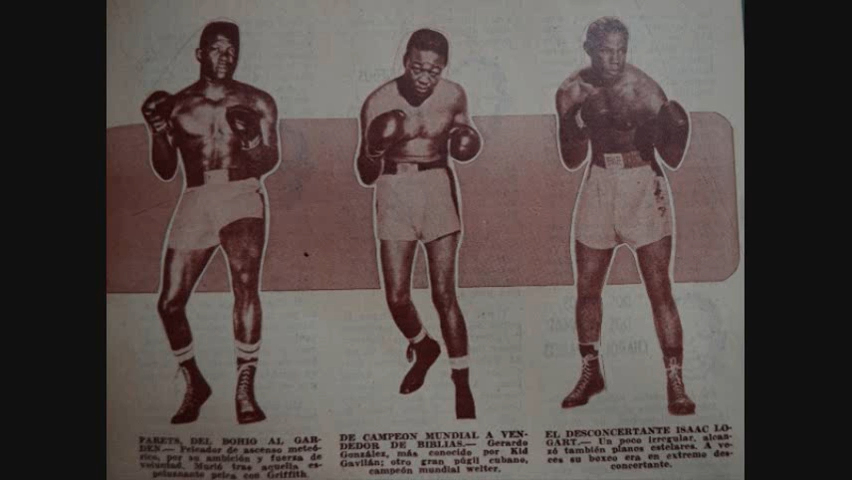 PARETS, DEL BOHIO AL GAR-
DEN.— Peleador de ascenso meteó-
rico, por su ambición y fuerza de
voluntad. Murió tras aquella es-
peluznante pelea con Griffith.
DE CAMPEON MUNDIAL A VEN-
DEDOR DE BIBLIAS.— Gerardo
González, más conocido por Kid
Gavilán; otro gran púgil cubano,
campeón mundial welter.
EL DESCONCERTANTE ISAAC LO-
GART.— Un poco irregular, alcan-
zó también planos estelares. A ve-
ces su boxeo era en extremo des-
concertante.